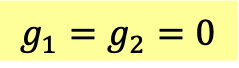 g₁ = g₂ = 0